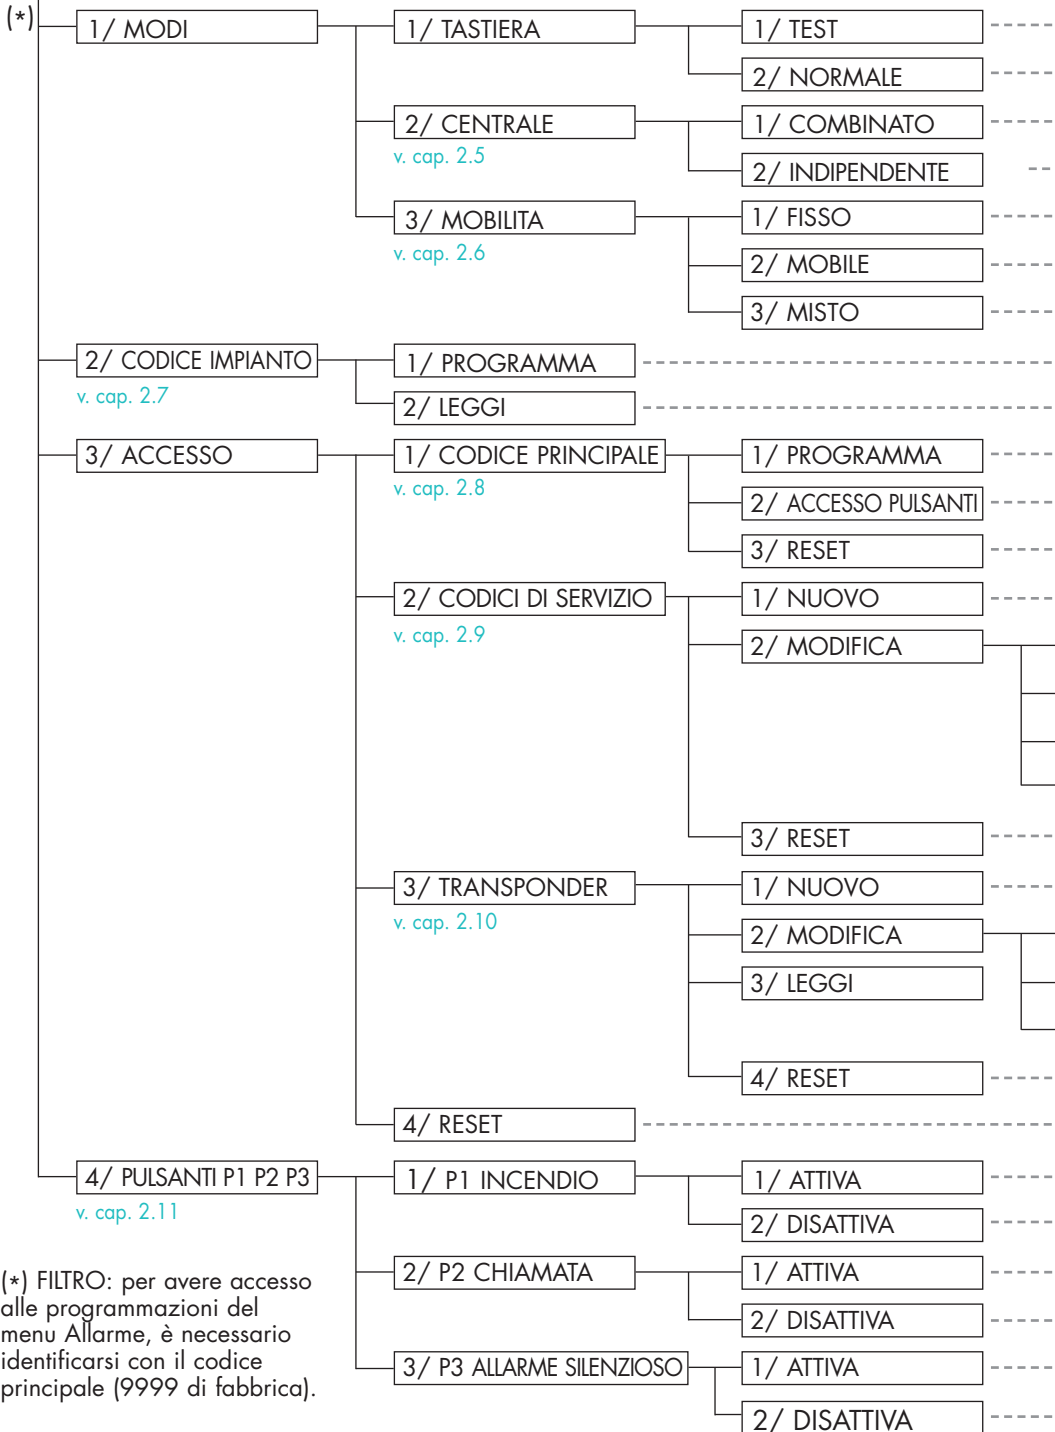 (*)
1/ MODI
1/ TASTIERA
1/ TEST
2/ NORMALE
2/ CENTRALE
v. cap. 2.5
1/ COMBINATO
2/ INDIPENDENTE
3/ MOBILITA
v. cap. 2.6
1/ FISSO
2/ MOBILE
3/ MISTO
2/ CODICE IMPIANTO
v. cap. 2.7
1/ PROGRAMMA
2/ LEGGI
3/ ACCESSO
1/ CODICE PRINCIPALE
v. cap. 2.8
1/ PROGRAMMA
2/ ACCESSO PULSANTI
3/ RESET
2/ CODICI DI SERVIZIO
v. cap. 2.9
1/ NUOVO
2/ MODIFICA
3/ RESET
3/ TRANSPONDER
v. cap. 2.10
1/ NUOVO
2/ MODIFICA
3/ LEGGI
4/ RESET
4/ RESET
4/ PULSANTI P1 P2 P3
v. cap. 2.11
1/ P1 INCENDIO
1/ ATTIVA
2/ DISATTIVA
2/ P2 CHIAMATA
1/ ATTIVA
2/ DISATTIVA
3/ P3 ALLARME SILENZIOSO
1/ ATTIVA
2/ DISATTIVA
(*) FILTRO: per avere accesso
alle programmazioni del
menu Allarme, è necessario
identificarsi con il codice
principale (9999 di fabbrica).